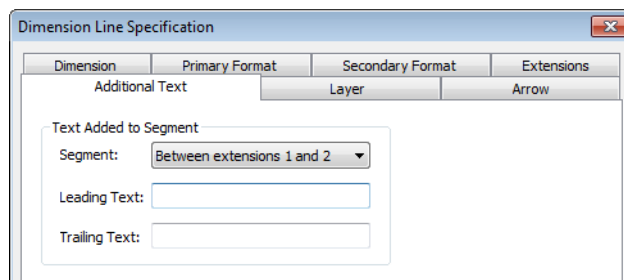 Dimension Line Specification
Dimension Primary Format Secondary Format Extensions
Additional Text Layer Arrow
Text Added to Segment
Segment: Between extensions 1 and 2
Leading Text:
Trailing Text: